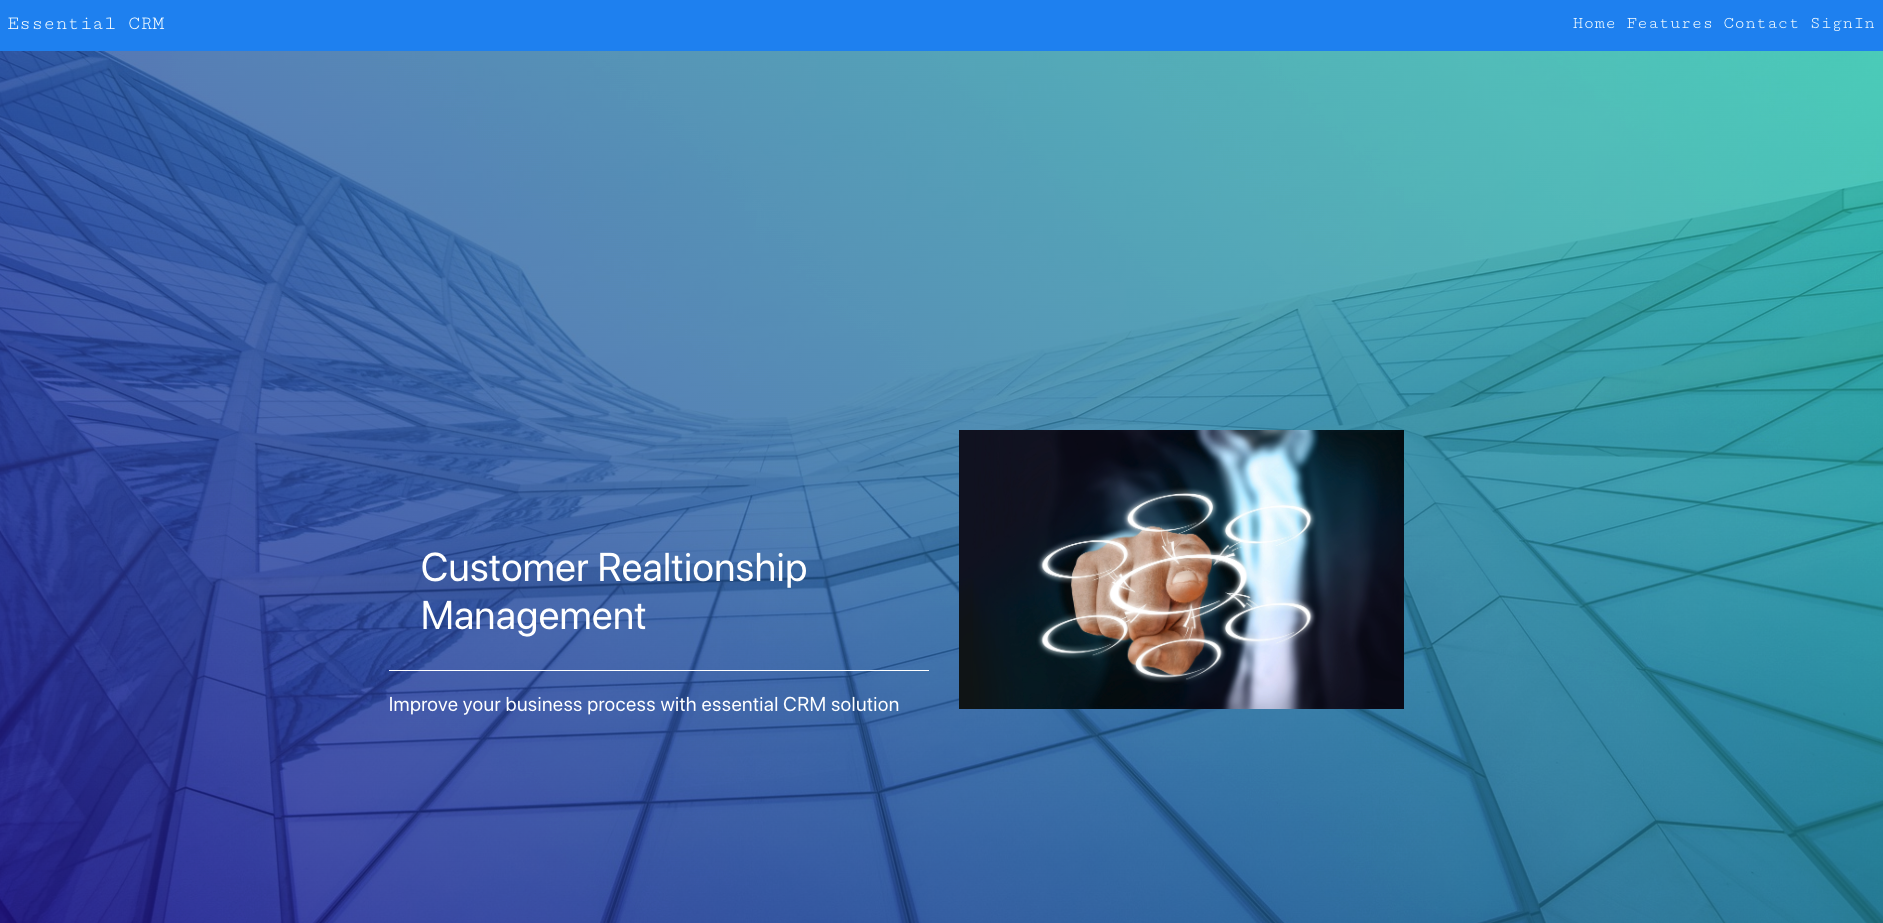 Essential CRM
Home Features Contact SignIn
Customer Realtionship
Management
Improve your business process with essential CRM solution